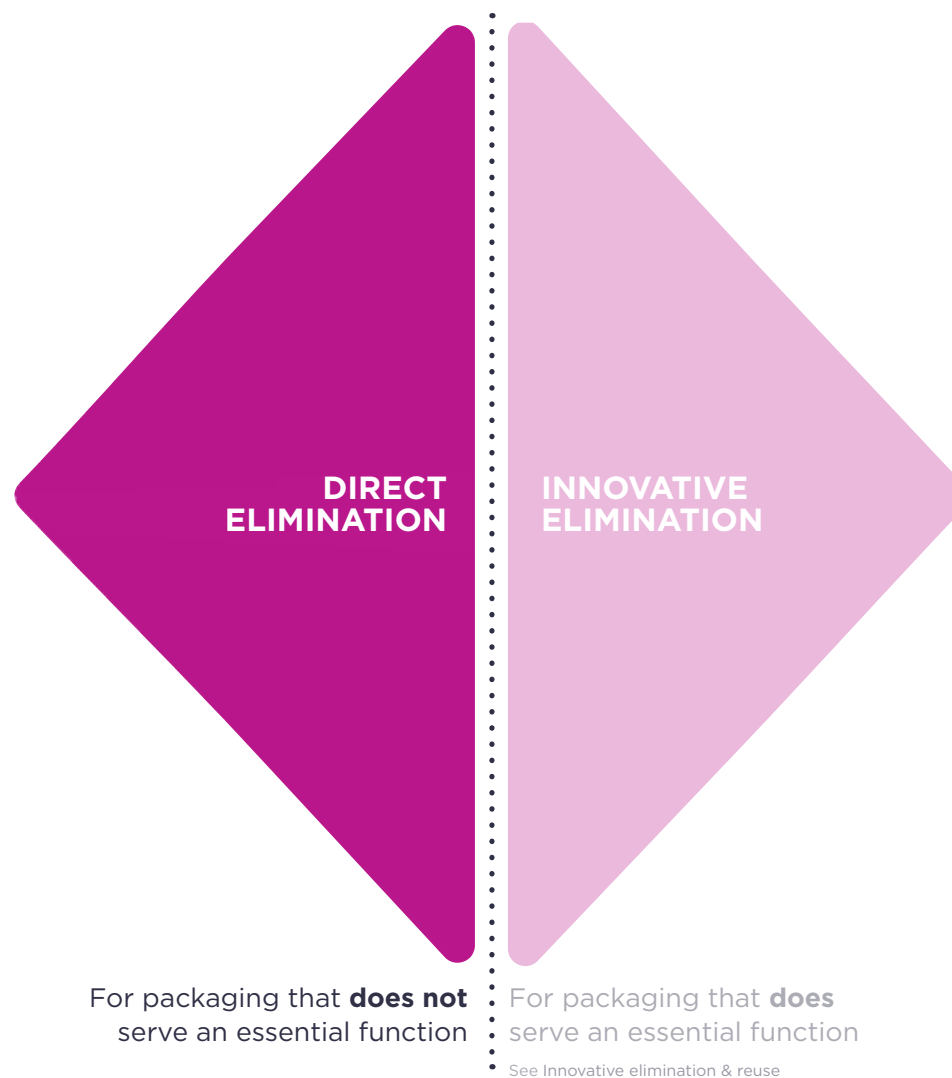 DIRECT
ELIMINATION
INNOVATIVE
ELIMINATION
For packaging that does not
serve an essential function
For packaging that does
serve an essential function
See Innovative elimination & reuse